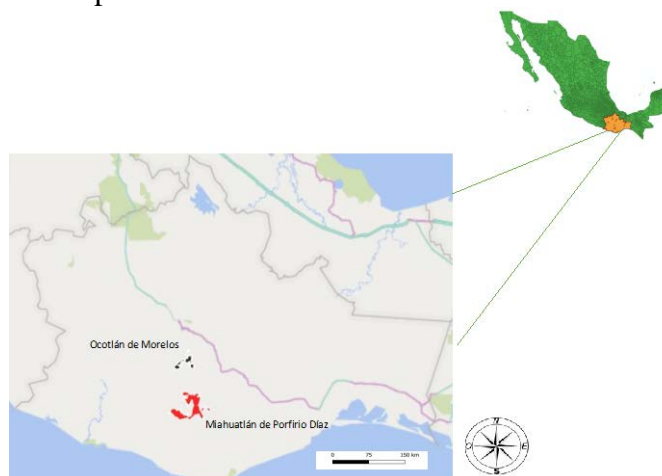 Ocotlán de Morelos
Miahuatlán de Porfirio Díaz
0 75 150 km
N
O E
S